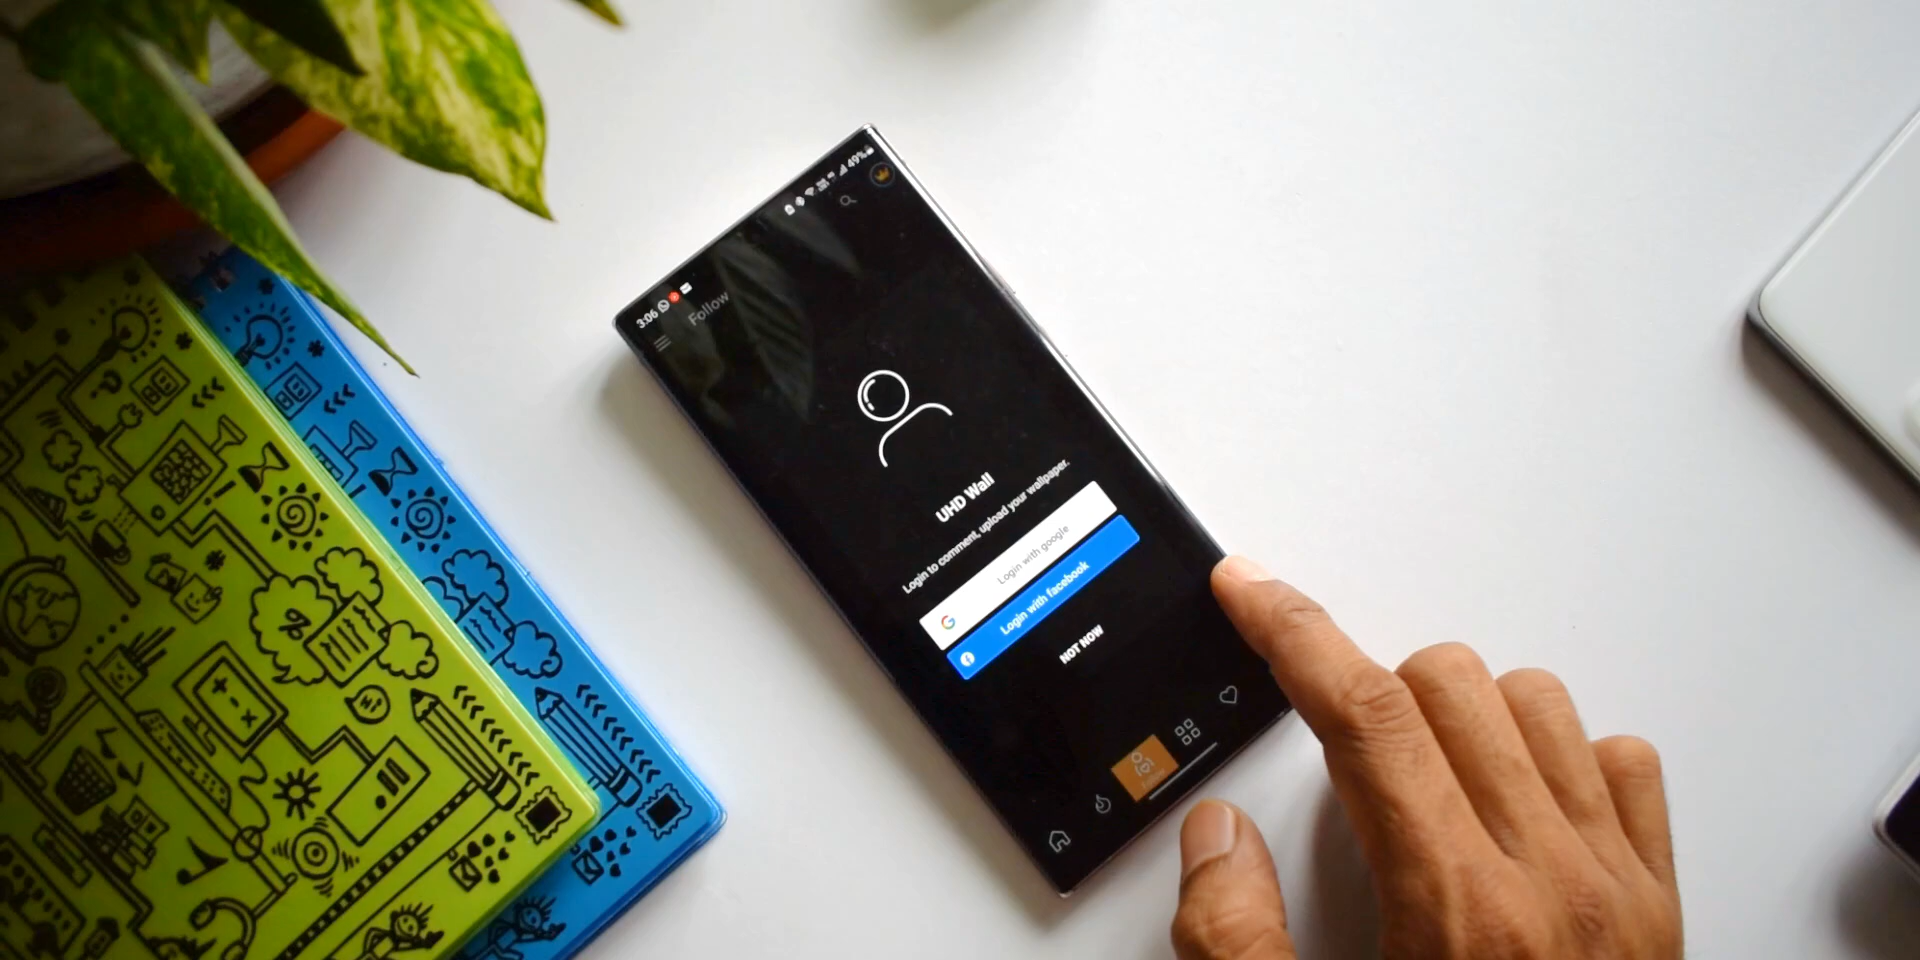 3:06
49%
Follow
UHD Wall
Login to comment, upload your wallpaper.
Login with google
Login with facebook
NOT NOW